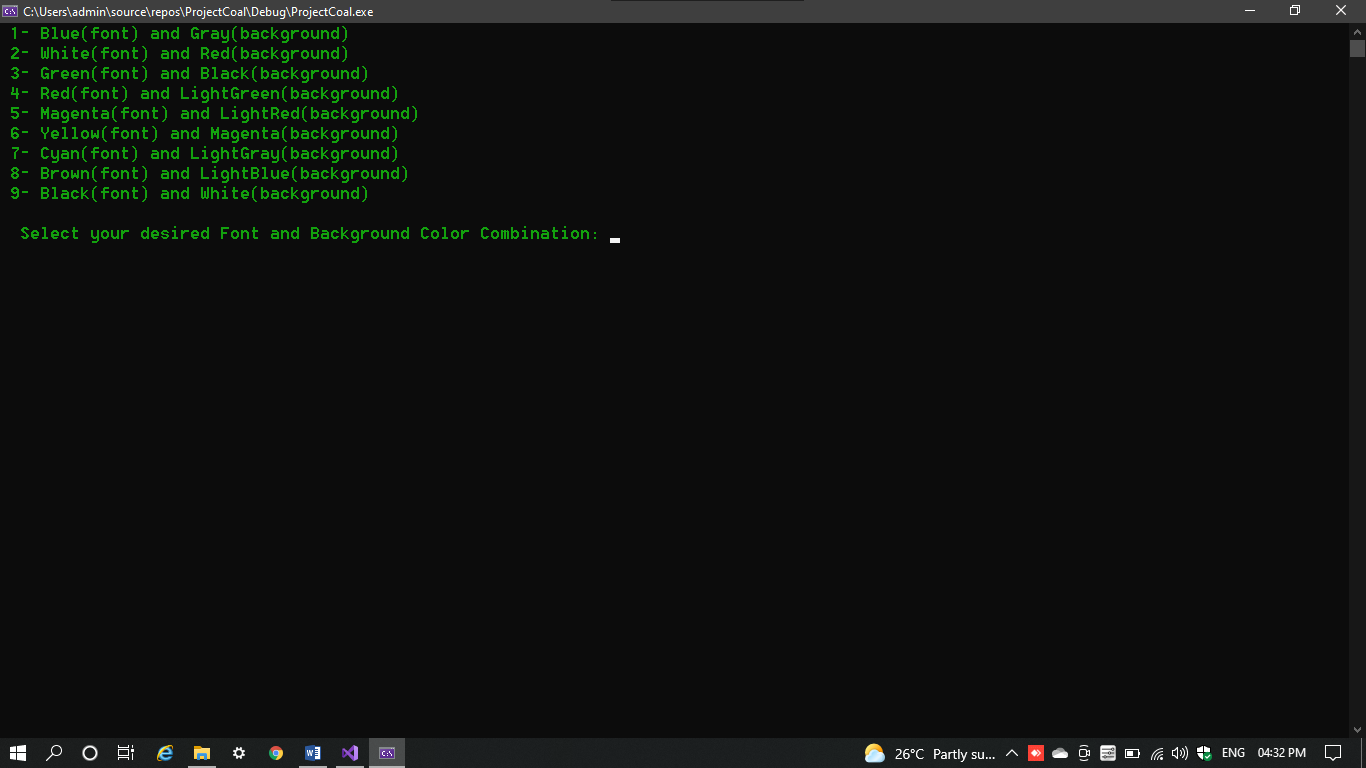 C:\Users\admin\source\repos\ProjectCoal\Debug\ProjectCoal.exe
1- Blue(font) and Gray(background)
2- White(font) and Red(background)
3- Green(font) and Black(background)
4- Red(font) and LightGreen(background)
5- Magenta(font) and LightRed(background)
6- Yellow(font) and Magenta(background)
7- Cyan(font) and LightGray(background)
8- Brown(font) and LightBlue(background)
9- Black(font) and White(background)
Select your desired Font and Background Color Combination:
26°C Partly su... ENG 04:32 PM